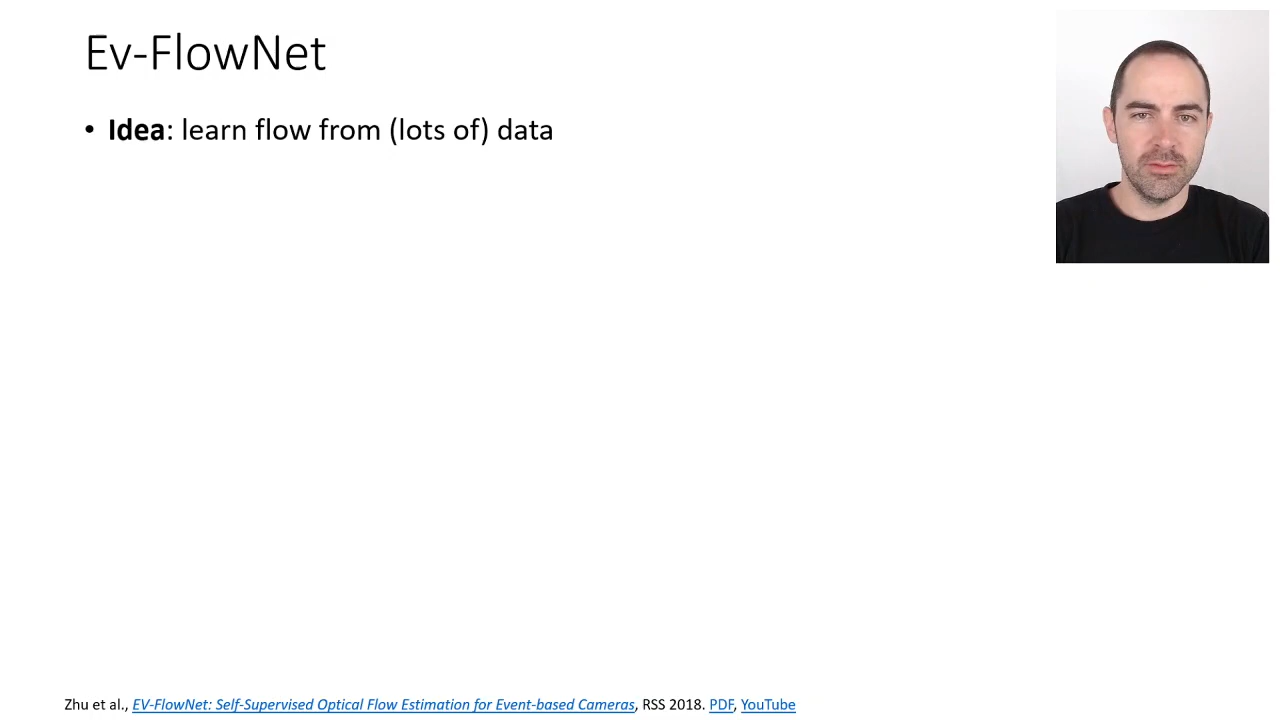 Ev-FlowNet
• Idea: learn flow from (lots of) data
Zhu et al., EV-FlowNet: Self-Supervised Optical Flow Estimation for Event-based Cameras, RSS 2018. PDF, YouTube